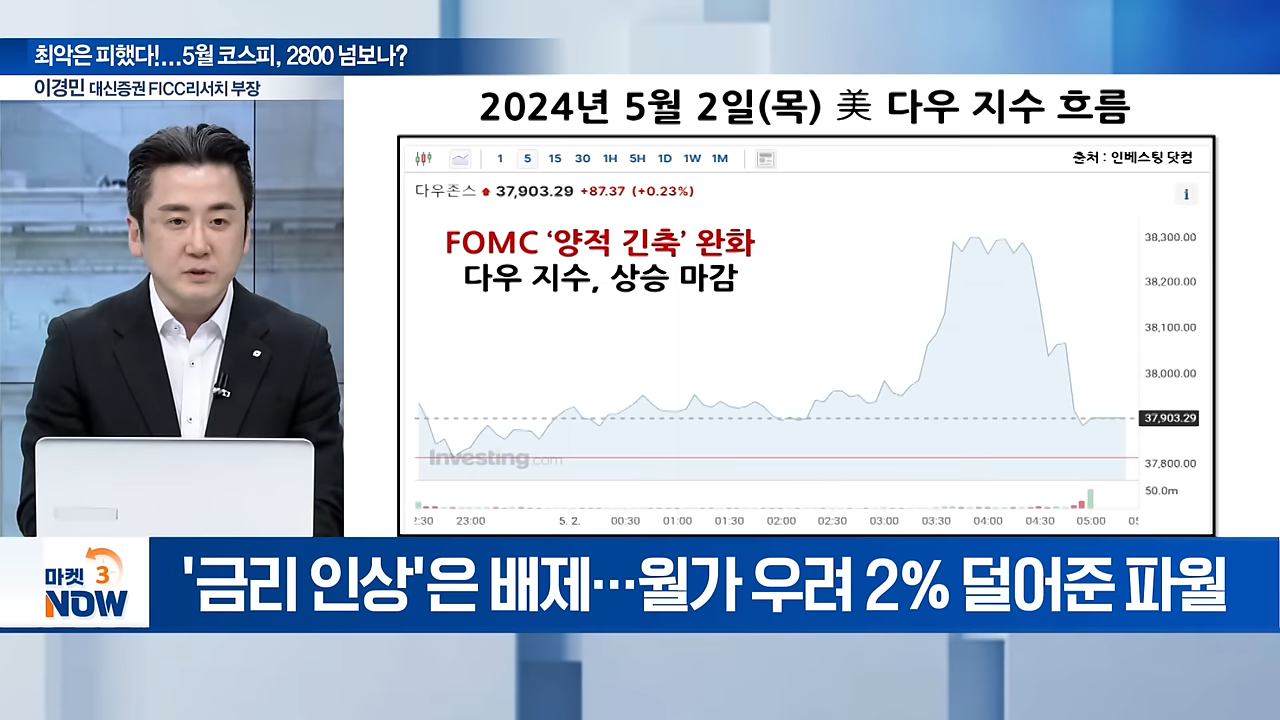 최악은 피했다!...5월 코스피, 2800 넘보나?
이경민 대신증권 FICC리서치 부장
2024년 5월 2일(목) 美 다우 지수 흐름
1 5 15 30 1H 5H 1D 1W 1M
출처 : 인베스팅 닷컴
다우존스 37,903.29 +87.37 (+0.23%)
i
FOMC ‘양적 긴축’ 완화
다우 지수, 상승 마감
38,300.00
38,200.00
38,100.00
38,000.00
37,903.29
37,800.00
Investing.com
50.0m
2:30 23:00 5. 2. 00:30 01:00 01:30 02:00 02:30 03:00 03:30 04:00 04:30 05:00
마켓 3
NOW
'금리 인상'은 배제…월가 우려 2% 덜어준 파월